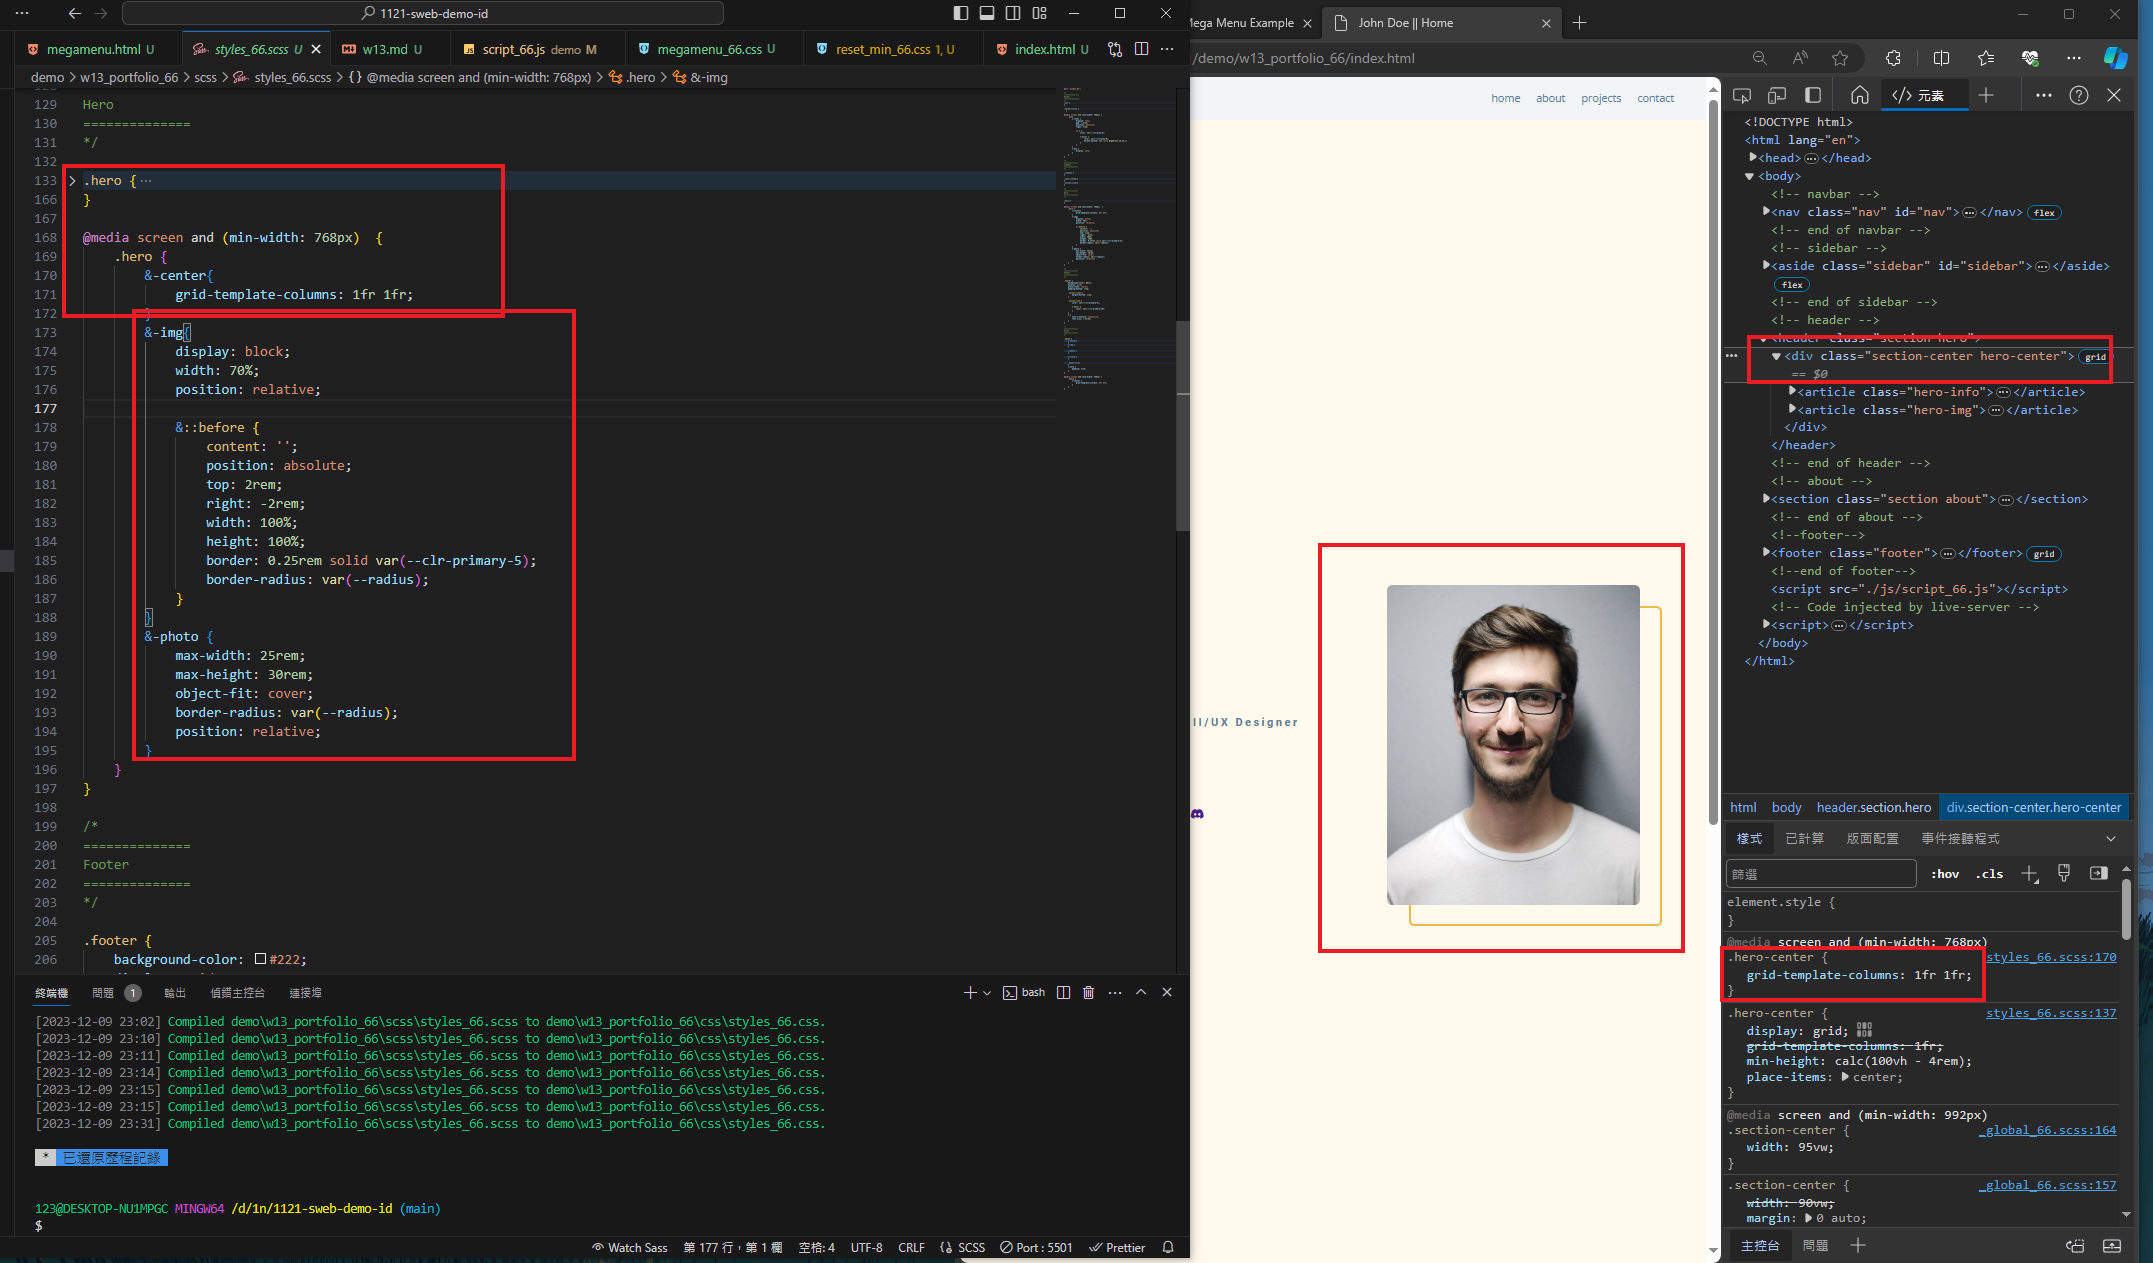 1121-sweb-demo-id
megamenu.html U
styles_66.scss U
w13.md U
script_66.js demo M
megamenu_66.css U
reset_min_66.css 1, U
index.html U
demo > w13_portfolio_66 > scss > styles_66.scss > {} @media screen and (min-width: 768px) > .hero > &-img
129 Hero
130 ==============
131 */
132
133 .hero { ...
166 }
167
168 @media screen and (min-width: 768px)  {
169 .hero {
170 &-center{
171 grid-template-columns: 1fr 1fr;
172 }
173 &-img{
174 display: block;
175 width: 70%;
176 position: relative;
177
178 &::before {
179 content: '';
180 position: absolute;
181 top: 2rem;
182 right: -2rem;
183 width: 100%;
184 height: 100%;
185 border: 0.25rem solid var(--clr-primary-5);
186 border-radius: var(--radius);
187 }
188 }
189 &-photo {
190 max-width: 25rem;
191 max-height: 30rem;
192 object-fit: cover;
193 border-radius: var(--radius);
194 position: relative;
195 }
196 }
197 }
198
199 /*
200 ==============
201 Footer
202 ==============
203 */
204
205 .footer {
206 background-color: #222;
終端機 問題 1 輸出 偵錯主控台 連接埠
bash
[2023-12-09 23:02] Compiled demo\w13_portfolio_66\scss\styles_66.scss to demo\w13_portfolio_66\css\styles_66.css.
[2023-12-09 23:10] Compiled demo\w13_portfolio_66\scss\styles_66.scss to demo\w13_portfolio_66\css\styles_66.css.
[2023-12-09 23:11] Compiled demo\w13_portfolio_66\scss\styles_66.scss to demo\w13_portfolio_66\css\styles_66.css.
[2023-12-09 23:14] Compiled demo\w13_portfolio_66\scss\styles_66.scss to demo\w13_portfolio_66\css\styles_66.css.
[2023-12-09 23:15] Compiled demo\w13_portfolio_66\scss\styles_66.scss to demo\w13_portfolio_66\css\styles_66.css.
[2023-12-09 23:15] Compiled demo\w13_portfolio_66\scss\styles_66.scss to demo\w13_portfolio_66\css\styles_66.css.
[2023-12-09 23:31] Compiled demo\w13_portfolio_66\scss\styles_66.scss to demo\w13_portfolio_66\css\styles_66.css.
* 已還原歷程記錄
123@DESKTOP-NU1MPGC MINGW64 /d/1n/1121-sweb-demo-id (main)
$
Watch Sass 第 177 行，第 1 欄 空格: 4 UTF-8 CRLF {} SCSS Port : 5501 Prettier
Mega Menu Example
John Doe || Home
/demo/w13_portfolio_66/index.html
home about projects contact
II/UX Designer
元素
<!DOCTYPE html>
<html lang="en">
<head>...</head>
<body>
<!-- navbar -->
<nav class="nav" id="nav">...</nav> flex
<!-- end of navbar -->
<!-- sidebar -->
<aside class="sidebar" id="sidebar">...</aside>
flex
<!-- end of sidebar -->
<!-- header -->
<header class="section hero">
<div class="section-center hero-center"> grid
== $0
<article class="hero-info">...</article>
<article class="hero-img">...</article>
</div>
</header>
<!-- end of header -->
<!-- about -->
<section class="section about">...</section>
<!-- end of about -->
<!--footer-->
<footer class="footer">...</footer> grid
<!--end of footer-->
<script src="./js/script_66.js"></script>
<!-- Code injected by live-server -->
<script>...</script>
</body>
</html>
html body header.section.hero div.section-center.hero-center
樣式 已計算 版面配置 事件接聽程式
篩選 :hov .cls
element.style {
}
@media screen and (min-width: 768px)
.hero-center { styles_66.scss:170
grid-template-columns: 1fr 1fr;
}
.hero-center { styles_66.scss:137
display: grid;
grid-template-columns: 1fr;
min-height: calc(100vh - 4rem);
place-items: center;
}
@media screen and (min-width: 992px)
.section-center { _global_66.scss:164
width: 95vw;
}
.section-center { _global_66.scss:157
width: 90vw;
margin: 0 auto;
主控台 問題